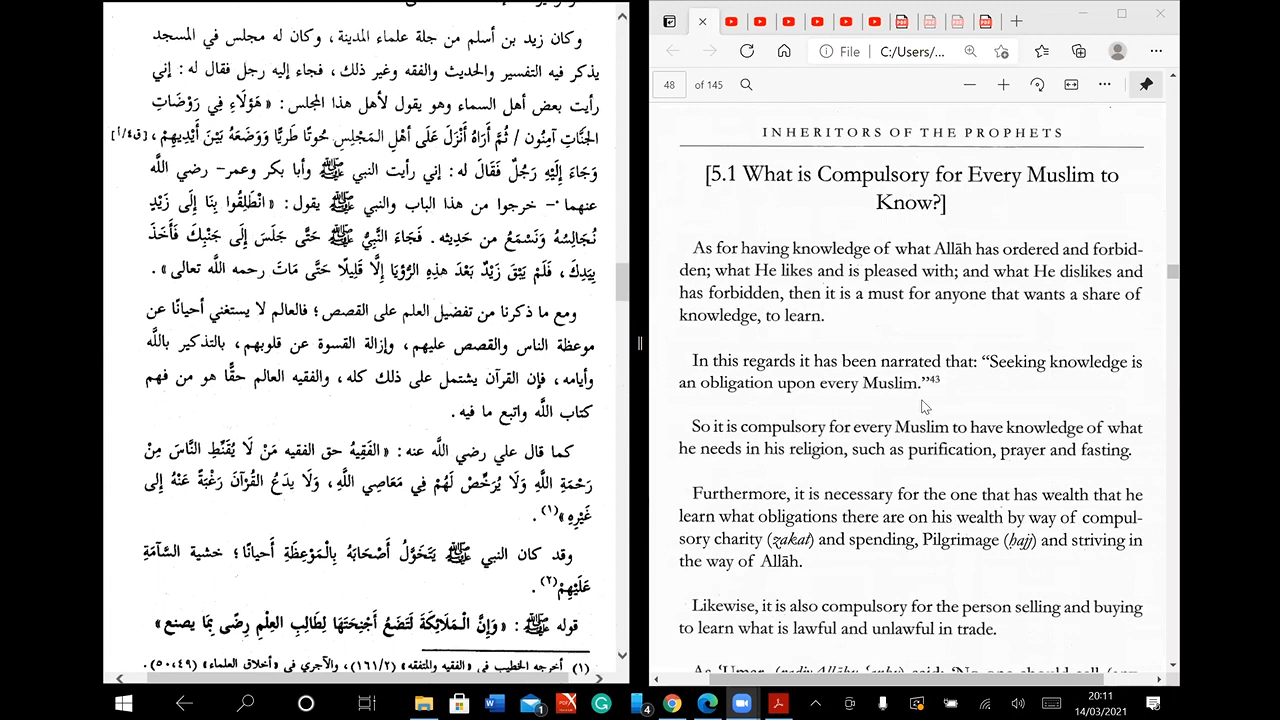 وكان زيد بن أسلم من جلة علماء المدينة، وكان له مجلس في المسجد
يذكر فيه التفسير والحديث والفقه وغير ذلك، فجاء إليه رجل فقال له: إني
رأيت بعض أهل السماء وهو يقول لأهل هذا المجلس: «هَؤُلَاءِ فِي رَوْضَاتِ
الجَنَّاتِ آمِنُون / ثُمَّ أَرَاهُ أَنْزَلَ عَلَى أَهْلِ المَجْلِسِ حُوتًا طَرِيًّا وَوَضَعَهُ بَيْنَ أَيْدِيهِمْ، [ق٤/أ]
وَجَاءَ إِلَيْهِ رَجُلٌ فَقَالَ لَه: إني رأيت النبي ﷺ وأبا بكر وعمر- رضي اللَّه
عنهما - خرجوا من هذا الباب والنبي ﷺ يقول: «انْطَلِقُوا بِنَا إِلَى زَيْدٍ
نُجَالِسُهُ وَنَسْمَعُ من حَدِيثه. فَجَاءَ النَّبِيُّ ﷺ حَتَّى جَلَسَ إِلَى جَنْبِكَ فَأَخَذَ
بِيَدِكَ، فَلَمْ يَبْقَ زَيْدٌ بَعْدَ هذِهِ الرُّؤْيَا إِلَّا قَلِيلًا حَتَّى مَاتَ رحمه اللَّه تعالى».
ومع ما ذكرنا من تفضيل العلم على القصص؛ فالعالم لا يستغني أحيانًا عن
موعظة الناس والقصص عليهم، وإزالة القسوة عن قلوبهم، بالتذكير باللَّه
وأيامه، فإن القرآن يشتمل على ذلك كله، والفقيه العالم حقًّا هو من فهم
كتاب اللَّه واتبع ما فيه.
كما قال علي رضي اللَّه عنه: «الفَقِيهُ حق الفقيه مَنْ لَا يُقَنِّطِ النَّاسَ مِنْ
رَحْمَةِ اللَّهِ وَلَا يُرَخِّصْ لَهُمْ فِي مَعَاصِي اللَّهِ، وَلَا يدَعُ القُرْآنَ رَغْبَةً عَنْهُ إِلى
غَيْرِهِ»(١).
وقد كان النبي ﷺ يَتَخَوَّلُ أَصْحَابَهُ بِالْمَوْعِظَةِ أَحيانًا؛ خشية السَّآمَةِ
عَلَيْهِمْ(٢).
قوله ﷺ: «وَإِنَّ الْمَلَائِكَةَ لَتَضَعُ أَجْنِحَتَهَا لِطَالِبِ العِلْمِ رِضًى بِمَا يصنع»
(١) أخرجه الخطيب في «الفقيه والمتفقه» (١٦١/٢)، والآجري في «أخلاق العلماء» (٥٠،٤٩).
File C:/Users/...
48 of 145
INHERITORS OF THE PROPHETS
[5.1 What is Compulsory for Every Muslim to
Know?]
As for having knowledge of what Allāh has ordered and forbid-
den; what He likes and is pleased with; and what He dislikes and
has forbidden, then it is a must for anyone that wants a share of
knowledge, to learn.
In this regards it has been narrated that: “Seeking knowledge is
an obligation upon every Muslim.”43
So it is compulsory for every Muslim to have knowledge of what
he needs in his religion, such as purification, prayer and fasting.
Furthermore, it is necessary for the one that has wealth that he
learn what obligations there are on his wealth by way of compul-
sory charity (zakat) and spending, Pilgrimage (ḥajj) and striving in
the way of Allāh.
Likewise, it is also compulsory for the person selling and buying
to learn what is lawful and unlawful in trade.
20:11
14/03/2021